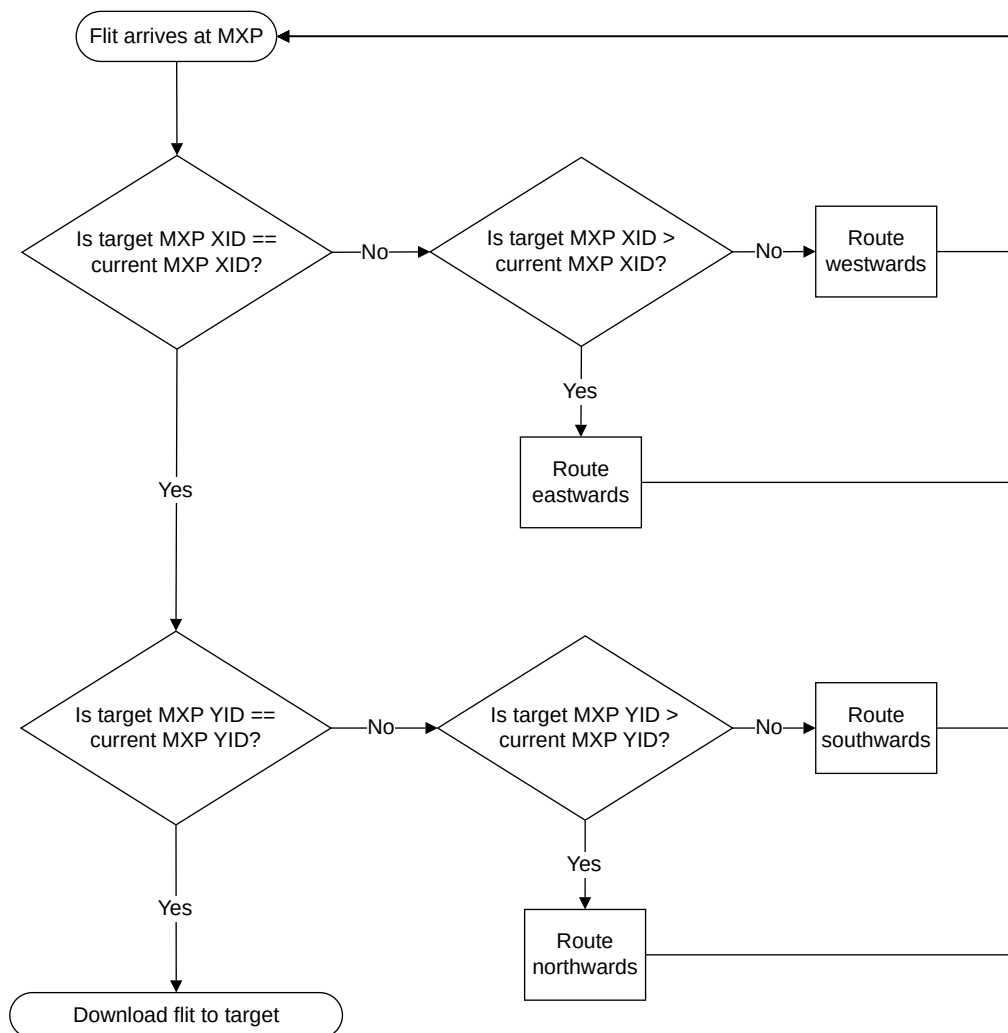 Flit arrives at MXP
Is target MXP XID ==
current MXP XID?
No
Is target MXP XID >
current MXP XID?
No
Route
westwards
Yes
Route
eastwards
Yes
Is target MXP YID ==
current MXP YID?
No
Is target MXP YID >
current MXP YID?
No
Route
southwards
Yes
Route
northwards
Yes
Download flit to target